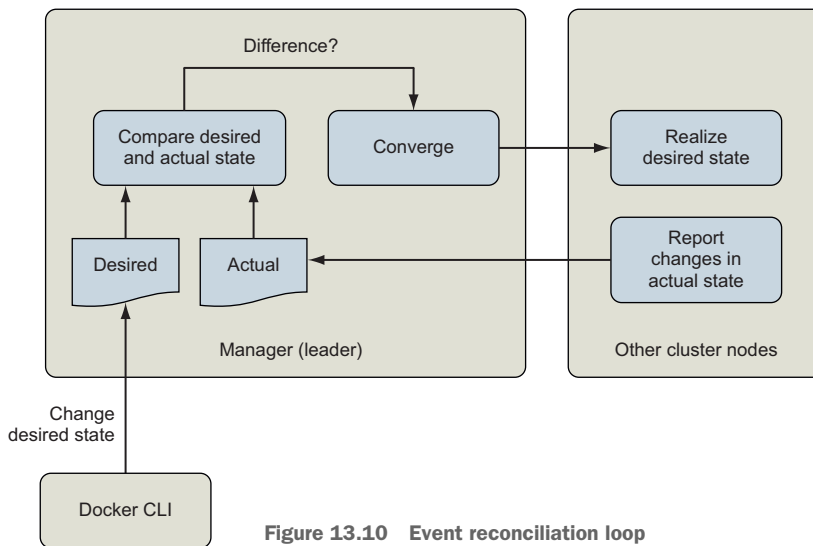 Difference?
Compare desired
and actual state
Converge
Realize
desired state
Desired
Actual
Report
changes in
actual state
Manager (leader)
Other cluster nodes
Change
desired state
Docker CLI
Figure 13.10 Event reconciliation loop